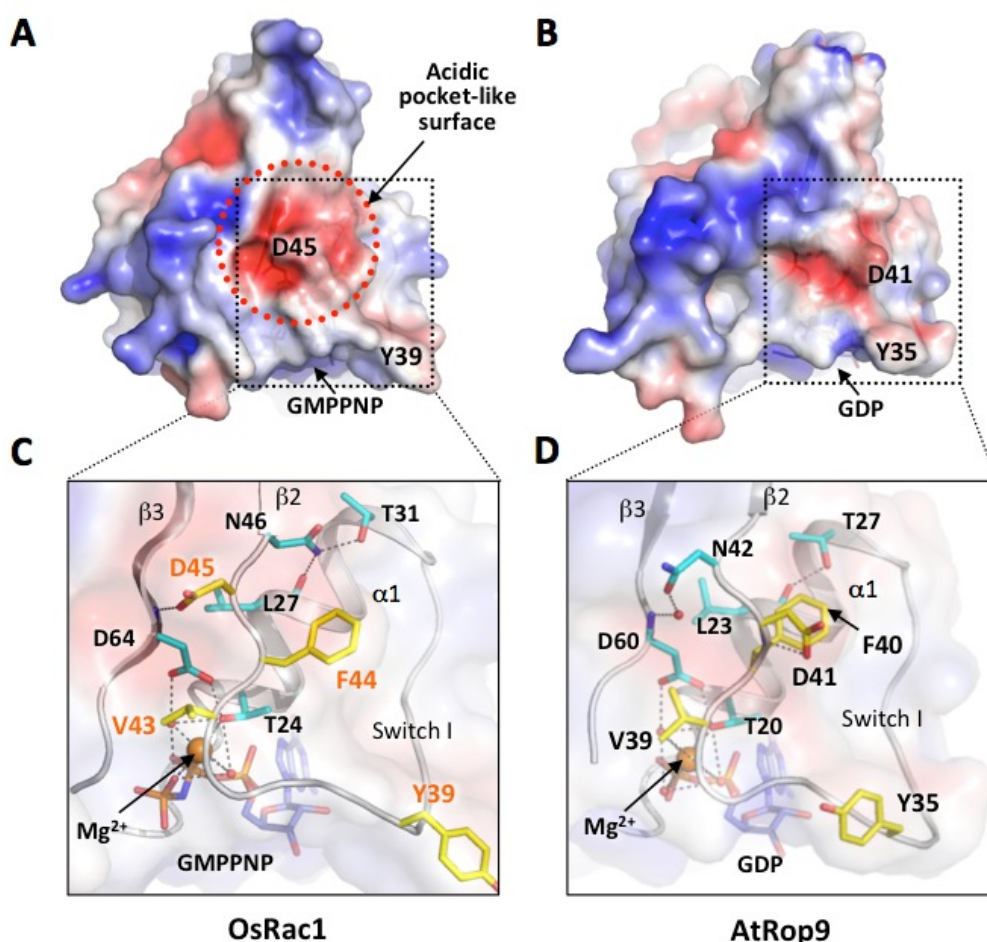 A
B
Acidic
pocket-like
surface
D45
D41
Y39
Y35
GMPPNP
GDP
C
D
β3
β2
T31
N46
D45
L27
α1
D64
F44
V43
T24
Switch I
Y39
Mg²⁺
GMPPNP
β3
β2
T27
N42
α1
D60
L23
F40
D41
V39
T20
Switch I
Y35
Mg²⁺
GDP
OsRac1
AtRop9